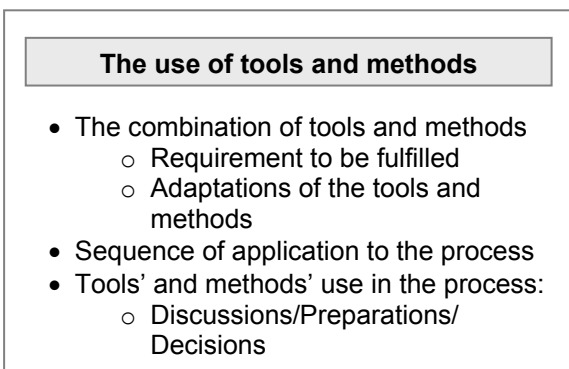 The use of tools and methods
• The combination of tools and methods
o Requirement to be fulfilled
o Adaptations of the tools and
methods
• Sequence of application to the process
• Tools’ and methods’ use in the process:
o Discussions/Preparations/
Decisions